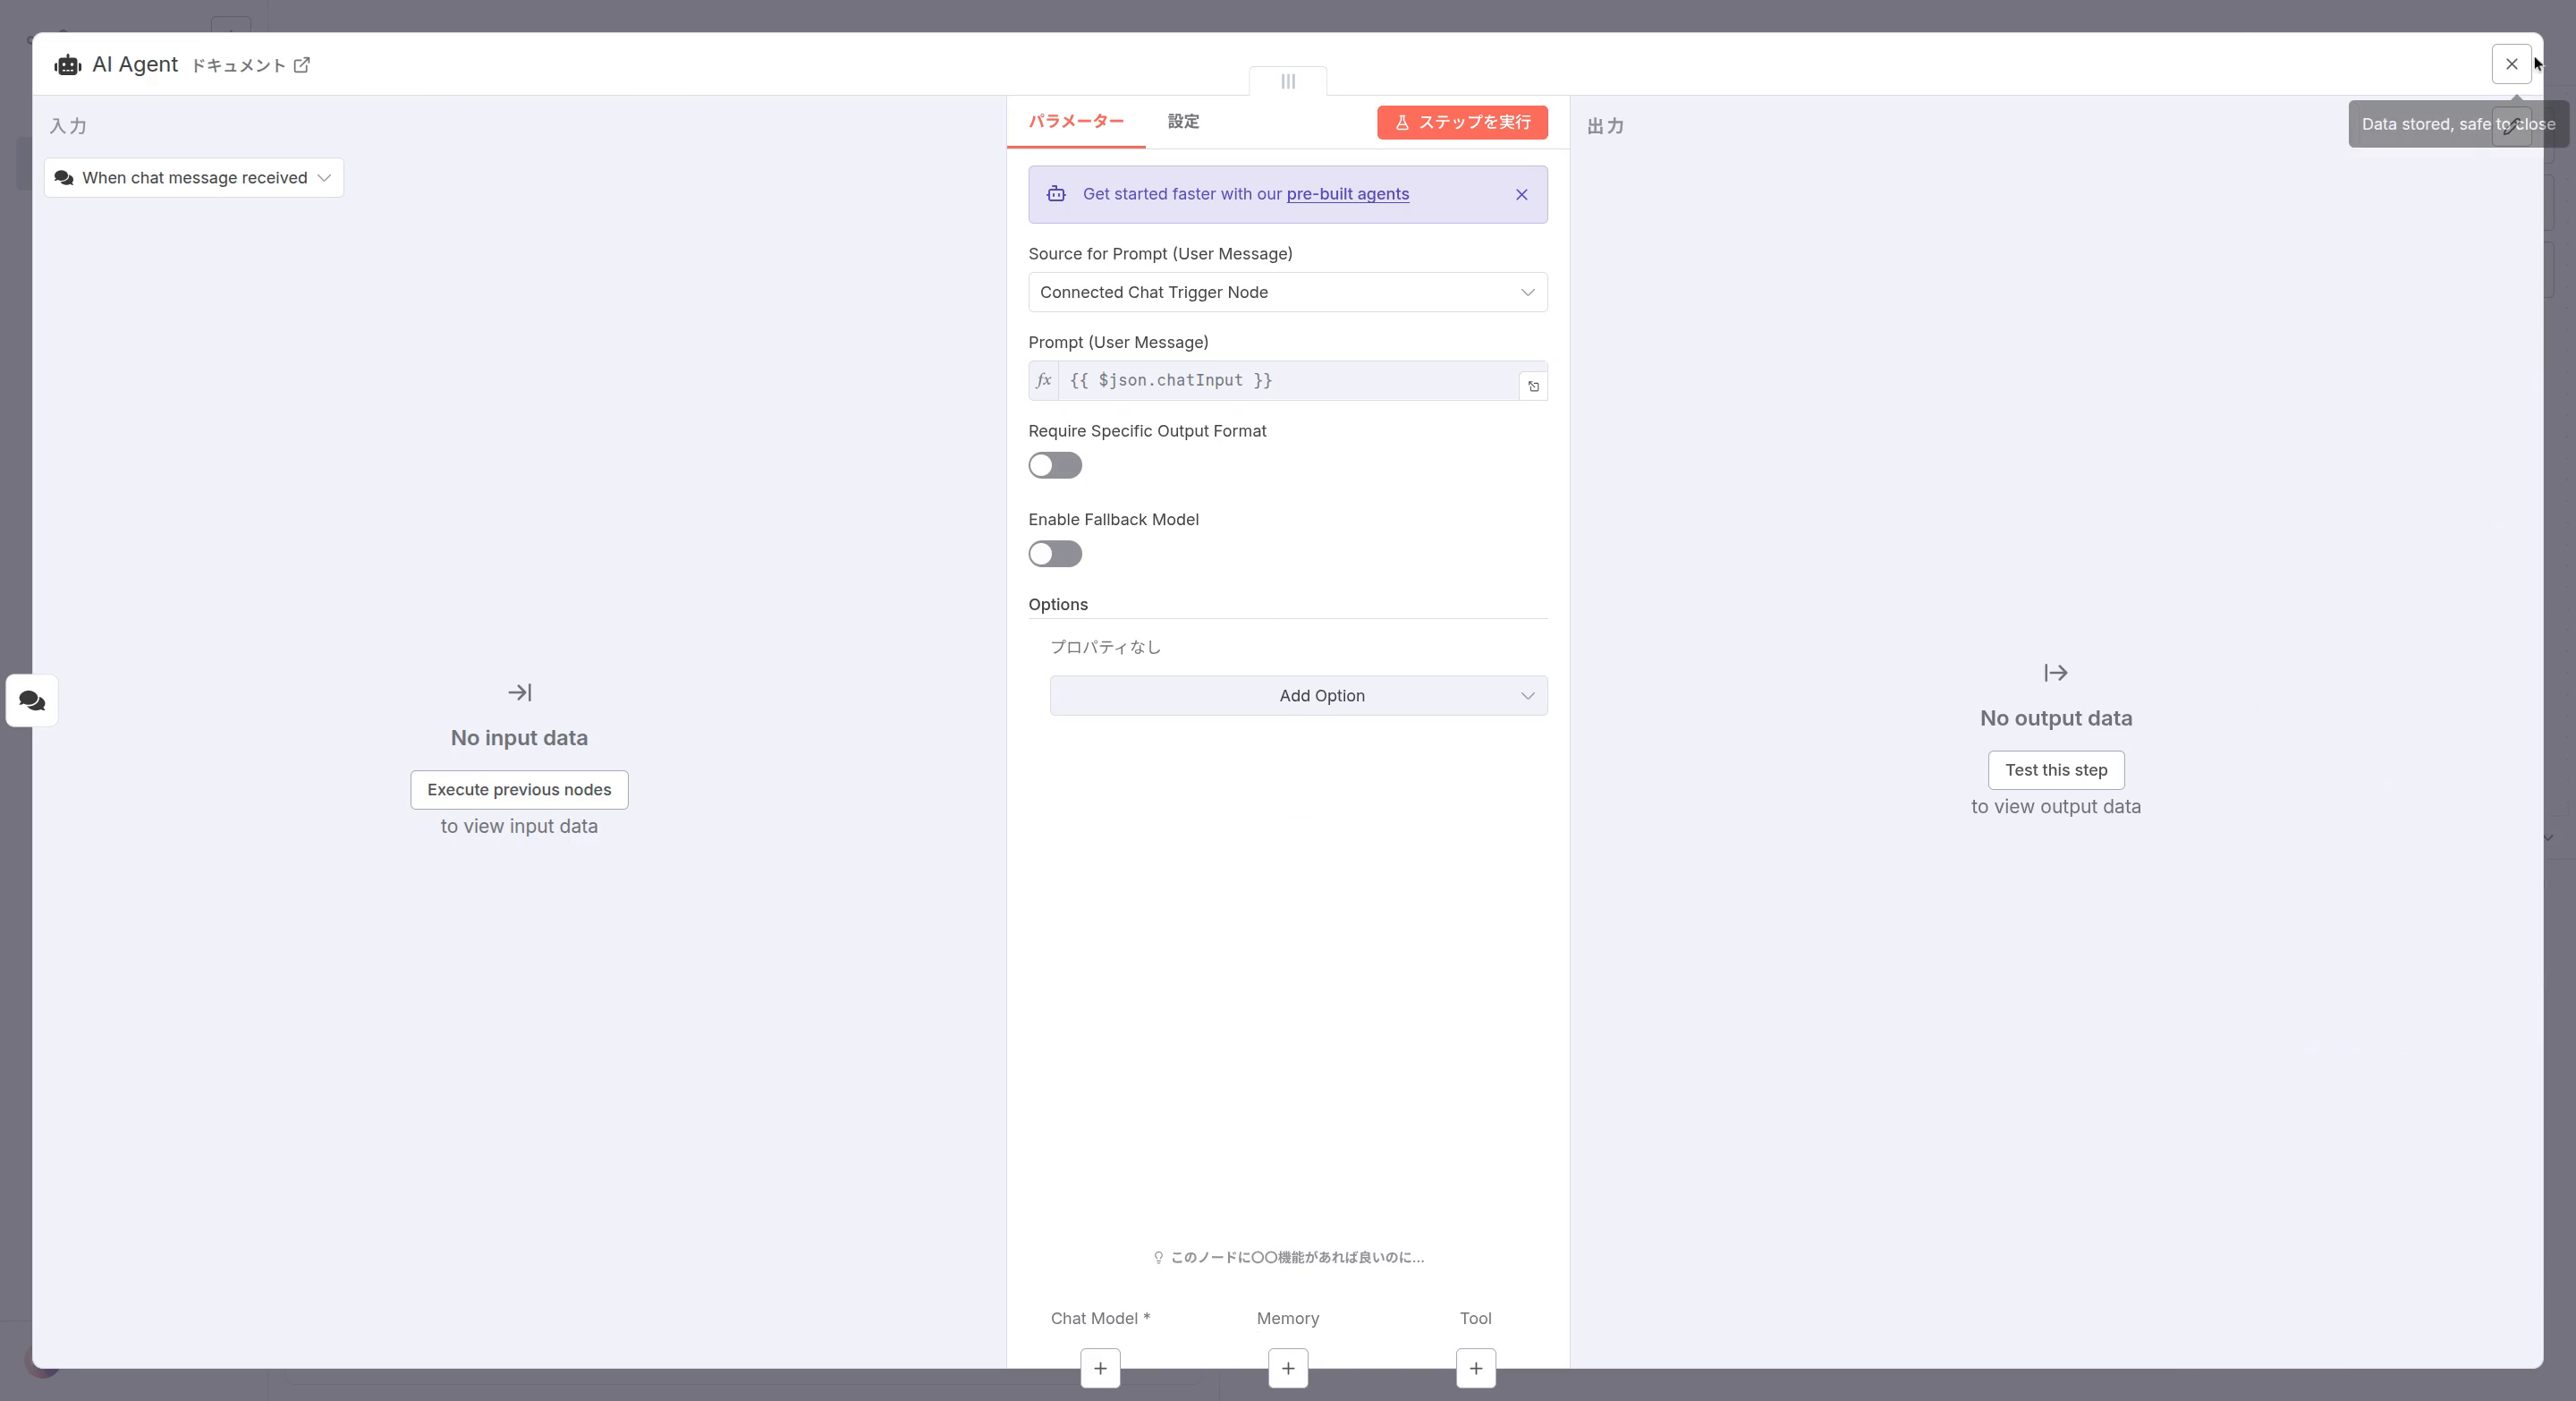 AI Agent ドキュメント
Data stored, safe to close
入力
When chat message received
No input data
Execute previous nodes
to view input data
パラメーター 設定 ステップを実行
Get started faster with our pre-built agents
Source for Prompt (User Message)
Connected Chat Trigger Node
Prompt (User Message)
fx {{ $json.chatInput }}
Require Specific Output Format
Enable Fallback Model
Options
プロパティなし
Add Option
このノードに〇〇機能があれば良いのに...
Chat Model * Memory Tool
出力
No output data
Test this step
to view output data